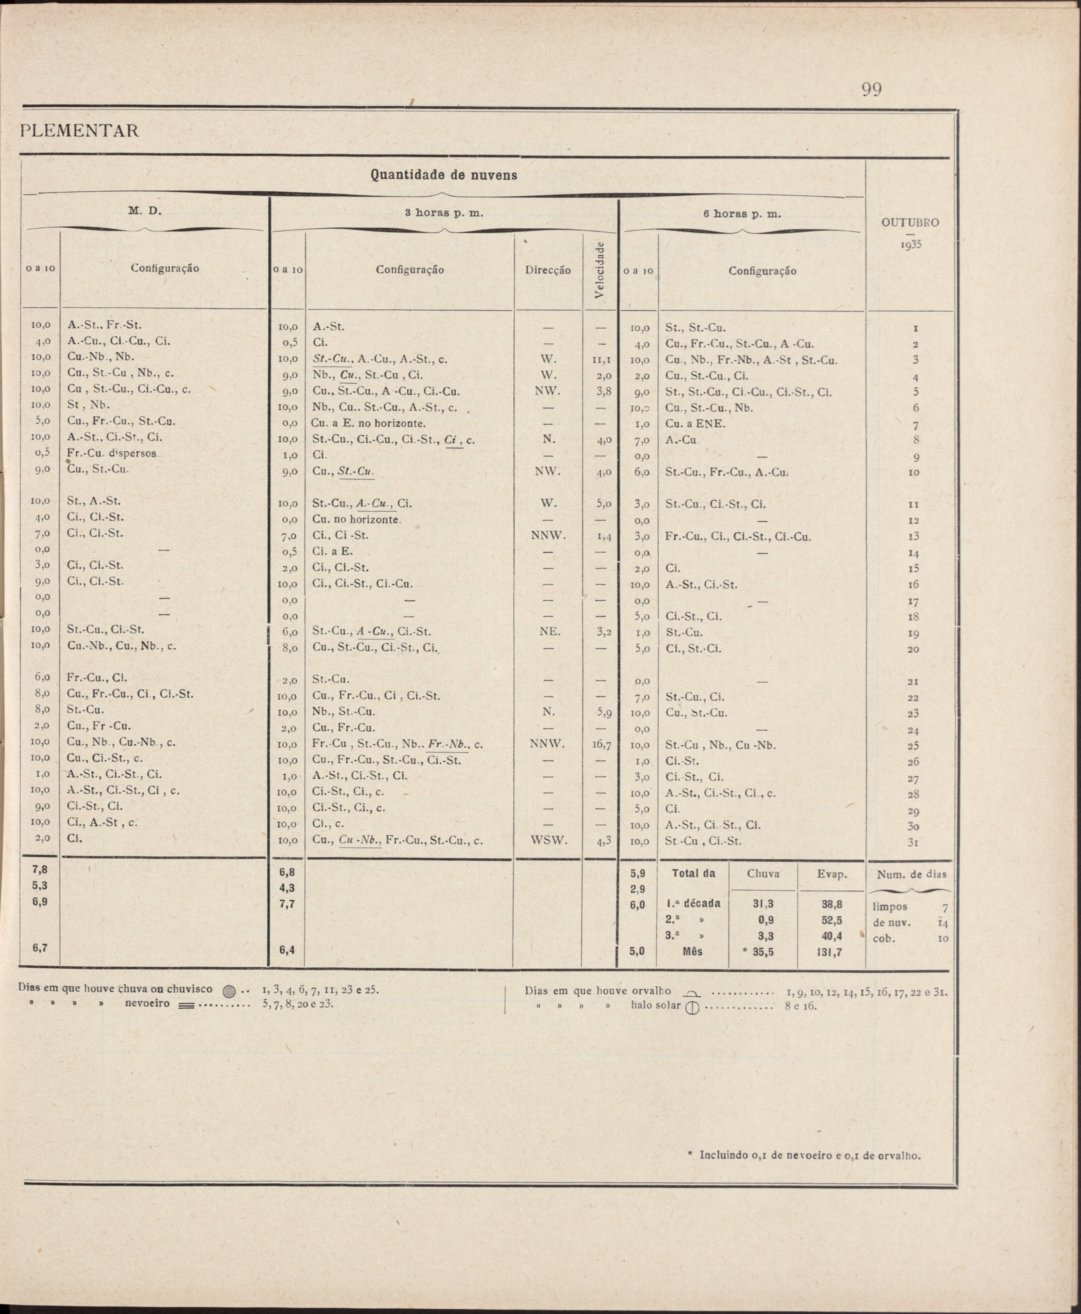 99
PLEMENTAR
Quantidade de nuvens
M. D.
3 horas p. m.
6 horas p. m.
OUTUBRO
—
1935
0 a 10 Configuração 0 a 10 Configuração Direcção Velocidade 0 a 10 Configuração
10,0 A.-St., Fr.-St. 10,0 A.-St. — — 10,0 St., St.-Cu. 1
4,0 A.-Cu., Ci.-Cu., Ci. 0,5 Ci. — — 4,0 Cu., Fr.-Cu., St.-Cu., A.-Cu. 2
10,0 Cu.-Nb., Nb. 10,0 St.-Cu., A.-Cu., A.-St., c. W. 11,1 10,0 Cu., Nb., Fr.-Nb., A.-St., St.-Cu. 3
10,0 Cu., St.-Cu., Nb., c. 9,0 Nb., Cu., St.-Cu., Ci. W. 2,0 2,0 Cu., St.-Cu., Ci. 4
10,0 Cu., St.-Cu., Ci.-Cu., c. 9,0 Cu., St.-Cu., A.-Cu., Ci.-Cu. NW. 3,8 9,0 St., St.-Cu., Ci.-Cu., Ci.-St., Ci. 5
10,0 St., Nb. 10,0 Nb., Cu., St.-Cu., A.-St., c. — — 10,0 Cu., St.-Cu., Nb. 6
5,0 Cu., Fr.-Cu., St.-Cu. 0,0 Cu. a E. no horizonte. — — 1,0 Cu. a ENE. 7
10,0 A.-St., Ci.-St., Ci. 10,0 St.-Cu., Ci.-Cu., Ci.-St., Ci., c. N. 4,0 7,0 A.-Cu. 8
0,5 Fr.-Cu. dispersos. 1,0 Ci. — — 0,0 — 9
9,0 Cu., St.-Cu. 9,0 Cu., St.-Cu. NW. 4,0 6,0 St.-Cu., Fr.-Cu., A.-Cu. 10
10,0 St., A.-St. 10,0 St.-Cu., A.-Cu., Ci. W. 5,0 3,0 St.-Cu., Ci.-St., Ci. 11
4,0 Ci., Ci.-St. 0,0 Cu. no horizonte. — — 0,0 — 12
7,0 Ci., Ci.-St. 7,0 Ci., Ci.-St. NNW. 1,4 3,0 Fr.-Cu., Ci., Ci.-St., Ci.-Cu. 13
0,0 — 0,5 Ci. a E. — — 0,0 — 14
3,0 Ci., Ci.-St. 2,0 Ci., Ci.-St. — — 2,0 Ci. 15
9,0 Ci., Ci.-St. 10,0 Ci., Ci.-St., Ci.-Cu. — — 10,0 A.-St., Ci.-St. 16
0,0 — 0,0 — — — 0,0 — 17
0,0 — 0,0 — — — 5,0 Ci.-St., Ci. 18
10,0 St.-Cu., Ci.-St. 6,0 St.-Cu., A.-Cu., Ci.-St. NE. 3,2 1,0 St.-Cu. 19
10,0 Cu.-Nb., Cu., Nb., c. 8,0 Cu., St.-Cu., Ci.-St., Ci. — — 5,0 Ci., St.-Ci. 20
6,0 Fr.-Cu., Ci. 2,0 St.-Cu. — — 0,0 — 21
8,0 Cu., Fr.-Cu., Ci., Ci.-St. 10,0 Cu., Fr.-Cu., Ci., Ci.-St. — — 7,0 St.-Cu., Ci. 22
8,0 St.-Cu. 10,0 Nb., St.-Cu. N. 5,9 10,0 Cu., St.-Cu. 23
2,0 Cu., Fr.-Cu. 2,0 Cu., Fr.-Cu. — — 0,0 — 24
10,0 Cu., Nb., Cu.-Nb., c. 10,0 Fr.-Cu., St.-Cu., Nb., Fr.-Nb., c. NNW. 16,7 10,0 St.-Cu., Nb., Cu.-Nb. 25
10,0 Cu., Ci.-St., c. 10,0 Cu., Fr.-Cu., St.-Cu., Ci.-St. — — 1,0 Ci.-St. 26
1,0 A.-St., Ci.-St., Ci. 1,0 A.-St., Ci.-St., Ci. — — 3,0 Ci.-St., Ci. 27
10,0 A.-St., Ci.-St., Ci., c. 10,0 Ci.-St., Ci., c. — — 10,0 A.-St., Ci.-St., Ci., c. 28
9,0 Ci.-St., Ci. 10,0 Ci.-St., Ci., c. — — 5,0 Ci. 29
10,0 Ci., A.-St., c. 10,0 Ci., c. — — 10,0 A.-St., Ci.-St., Ci. 30
2,0 Ci. 10,0 Cu., Cu.-Nb., Fr.-Cu., St.-Cu., c. WSW. 4,3 10,0 St.-Cu., Ci.-St. 31
7,8 6,8 5,9 Total da Chuva Evap. Num. de dias
5,3 4,3 2,9
6,9 7,7 6,0 1.ª década 31,3 38,8 limpos 7
2.ª » 0,9 52,5 de nuv. 14
3.ª » 3,3 40,4 cob. 10
6,7 6,4 5,0 Mês * 35,5 131,7
Dias em que houve chuva ou chuvisco .. 1, 3, 4, 6, 7, 11, 23 e 25.
» » » » nevoeiro .......... 5, 7, 8, 20 e 23.
Dias em que houve orvalho ............ 1, 9, 10, 12, 14, 15, 16, 17, 22 e 31.
» » » » halo solar ............. 8 e 16.
* Incluindo 0,1 de nevoeiro e 0,1 de orvalho.